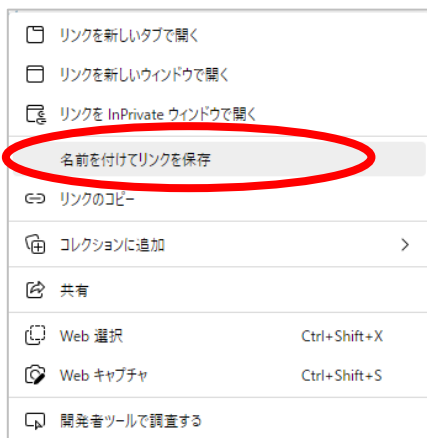 リンクを新しいタブで開く
リンクを新しいウィンドウで開く
リンクを InPrivate ウィンドウで開く
名前を付けてリンクを保存
リンクのコピー
コレクションに追加
共有
Web 選択 Ctrl+Shift+X
Web キャプチャ Ctrl+Shift+S
開発者ツールで調査する